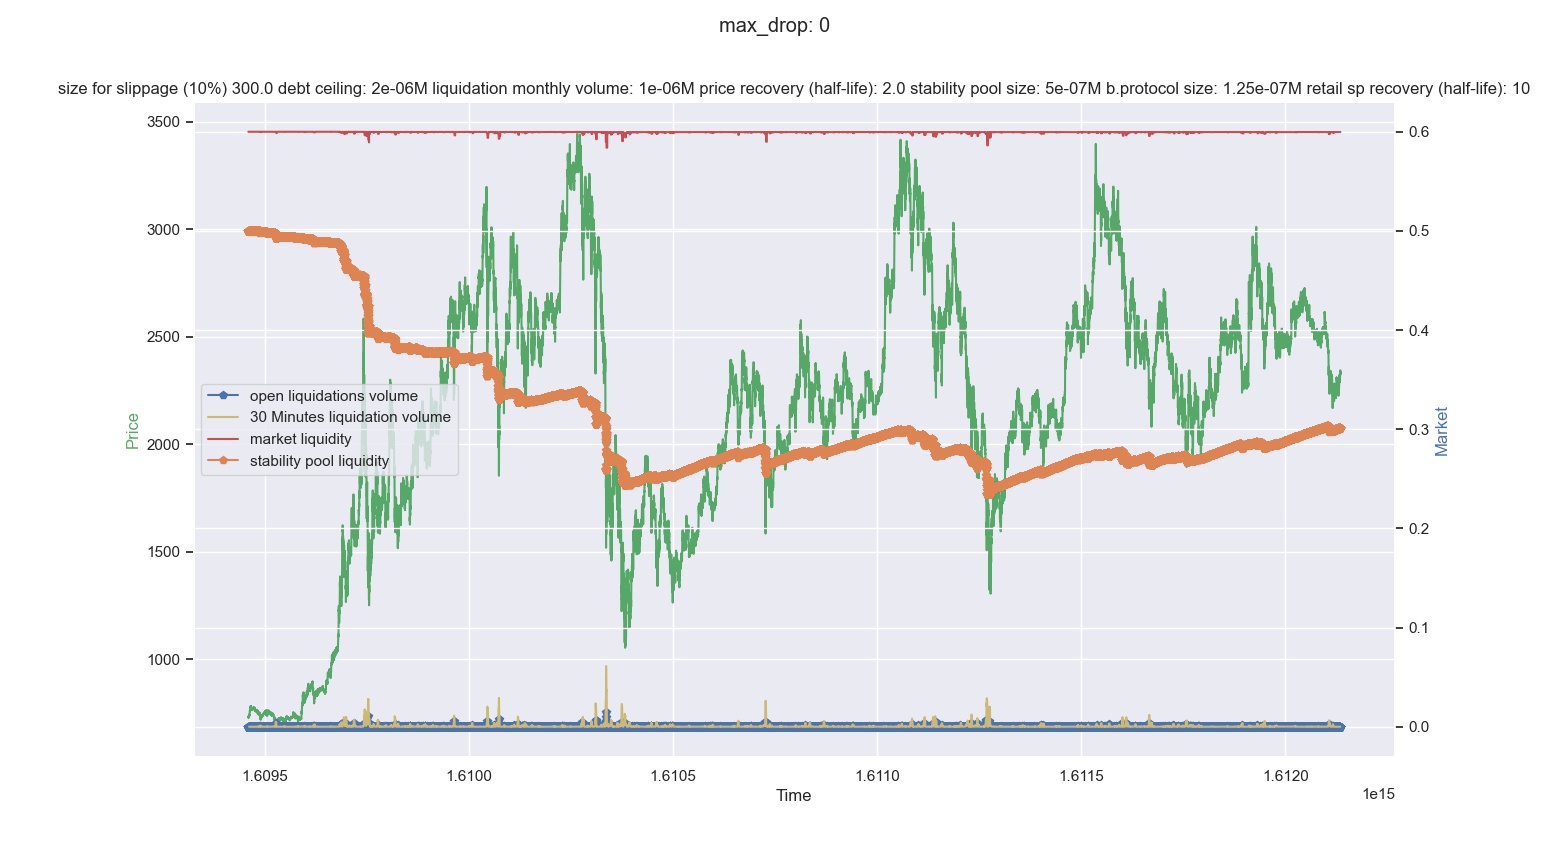 max_drop: 0
size for slippage (10%) 300.0 debt ceiling: 2e-06M liquidation monthly volume: 1e-06M price recovery (half-life): 2.0 stability pool size: 5e-07M b.protocol size: 1.25e-07M retail sp recovery (half-life): 10
3500
3000
2500
2000
1500
1000
Price
0.6
0.5
0.4
0.3
0.2
0.1
0.0
Market
open liquidations volume
30 Minutes liquidation volume
market liquidity
stability pool liquidity
1.6095 1.6100 1.6105 1.6110 1.6115 1.6120
Time
1e15